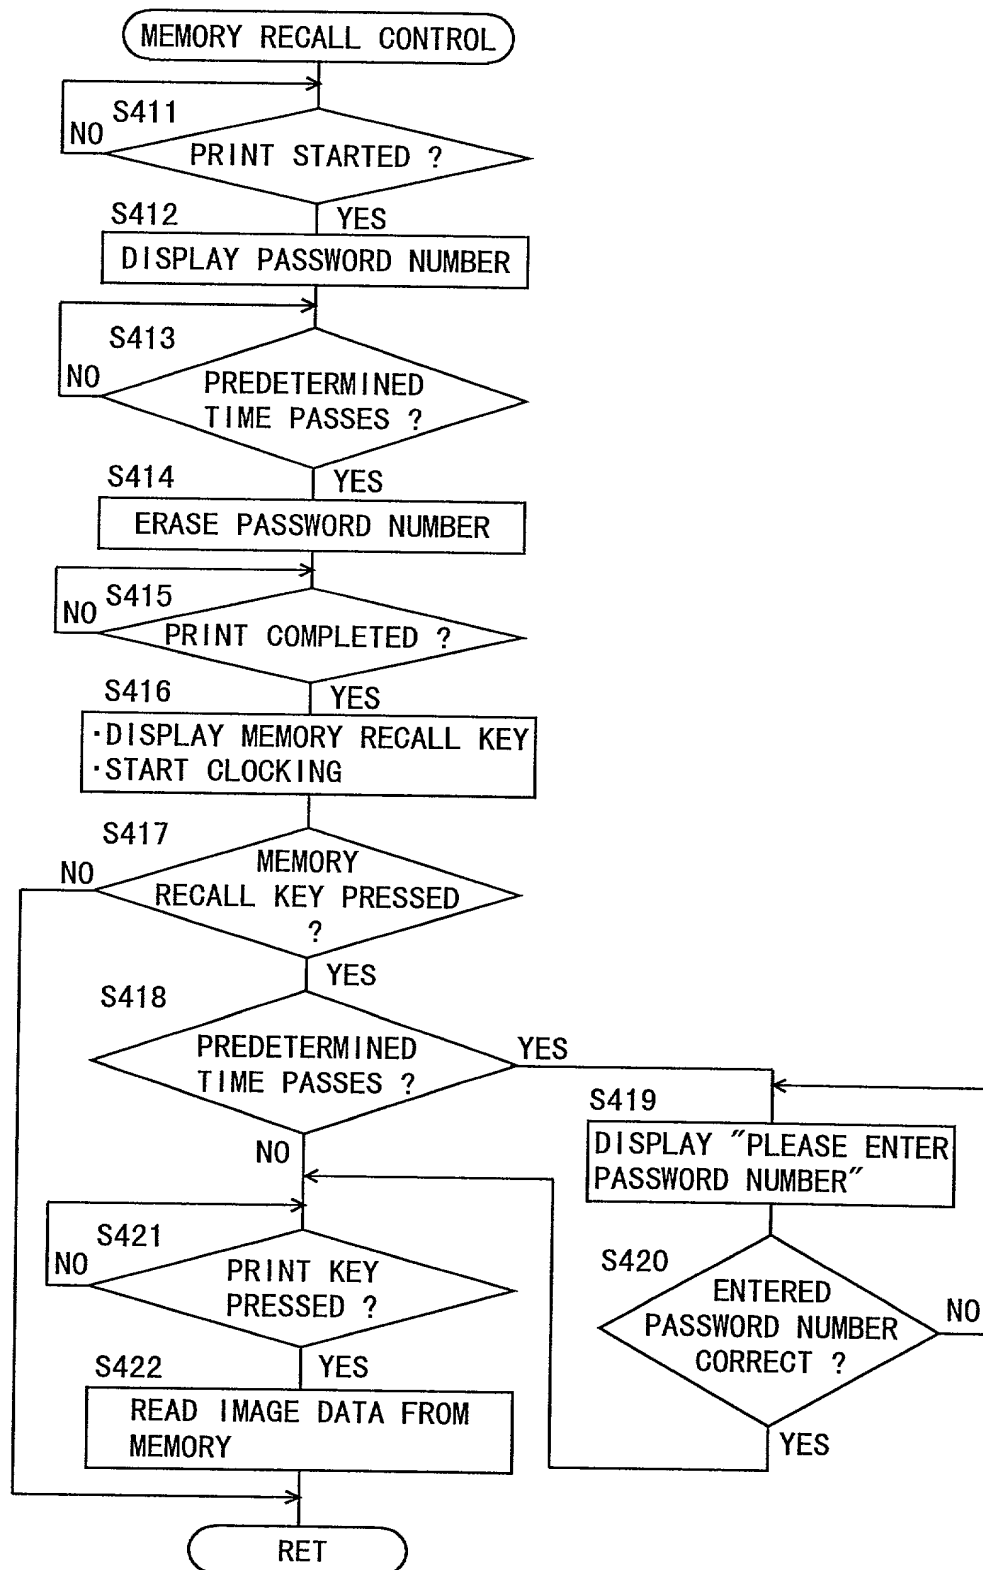 MEMORY RECALL CONTROL
S411
NO
PRINT STARTED ?
YES
S412
DISPLAY PASSWORD NUMBER
S413
NO
PREDETERMINED
TIME PASSES ?
YES
S414
ERASE PASSWORD NUMBER
S415
NO
PRINT COMPLETED ?
YES
S416
·DISPLAY MEMORY RECALL KEY
·START CLOCKING
S417
NO
MEMORY
RECALL KEY PRESSED
?
YES
S418
PREDETERMINED
TIME PASSES ?
YES
NO
S419
DISPLAY "PLEASE ENTER
PASSWORD NUMBER"
S420
ENTERED
PASSWORD NUMBER
CORRECT ?
NO
YES
S421
NO
PRINT KEY
PRESSED ?
YES
S422
READ IMAGE DATA FROM
MEMORY
RET